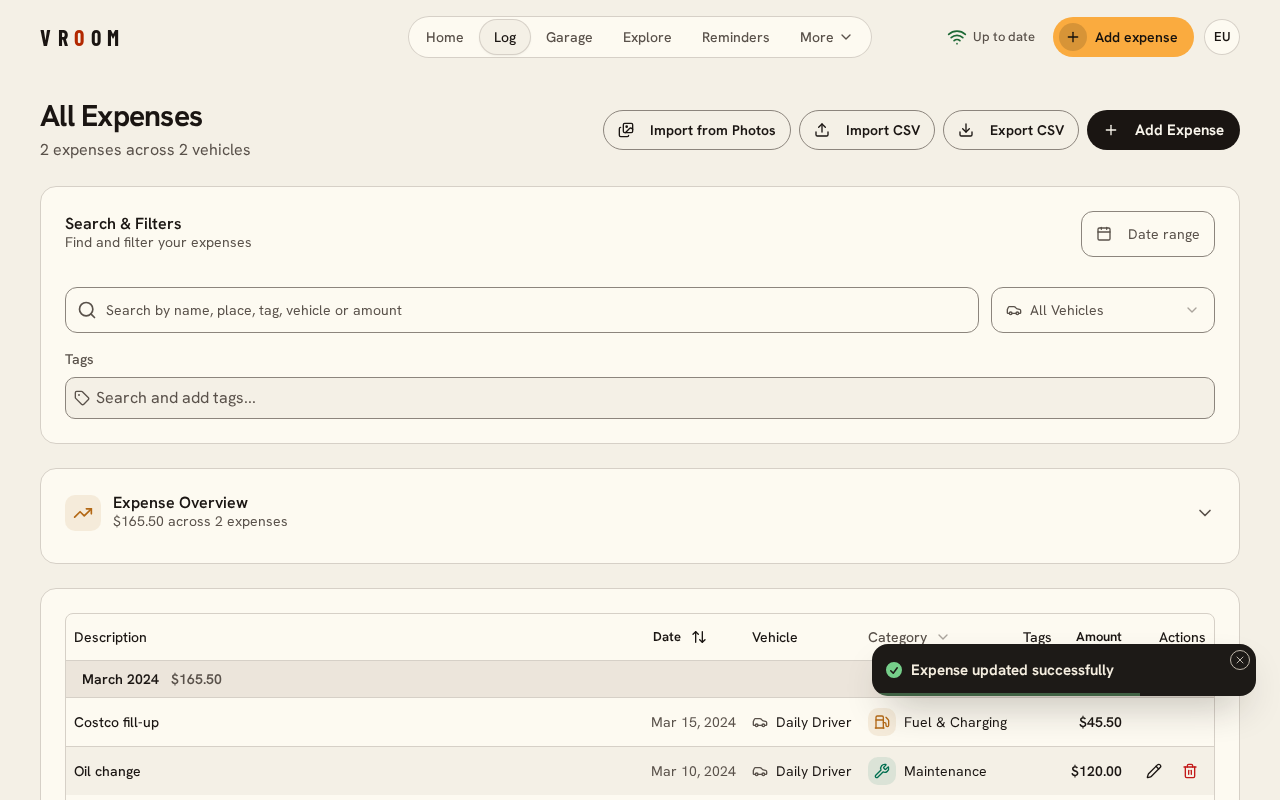 VROOM
Home
Log
Garage
Explore
Reminders
More
Up to date
Add expense
EU
All Expenses
2 expenses across 2 vehicles
Import from Photos
Import CSV
Export CSV
Add Expense
Search & Filters
Find and filter your expenses
Date range
Search by name, place, tag, vehicle or amount
All Vehicles
Tags
Search and add tags...
Expense Overview
$165.50 across 2 expenses
Description Date Vehicle Category Tags Amount Actions
Expense updated successfully
March 2024 $165.50
Costco fill-up Mar 15, 2024 Daily Driver Fuel & Charging $45.50
Oil change Mar 10, 2024 Daily Driver Maintenance $120.00